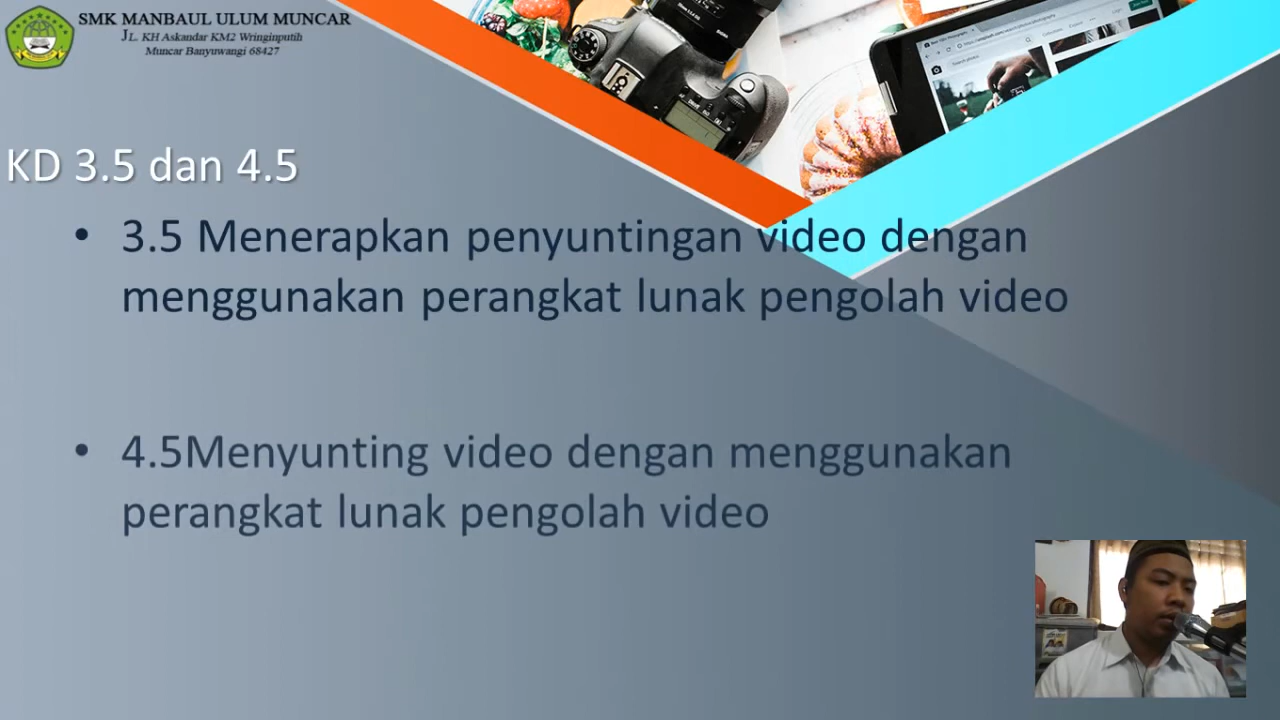 SMK MANBAUL ULUM MUNCAR
JL. KH Askandar KM2 Wringinputih
Muncar Banyuwangi 68427
KD 3.5 dan 4.5
• 3.5 Menerapkan penyuntingan video dengan
menggunakan perangkat lunak pengolah video
• 4.5Menyunting video dengan menggunakan
perangkat lunak pengolah video